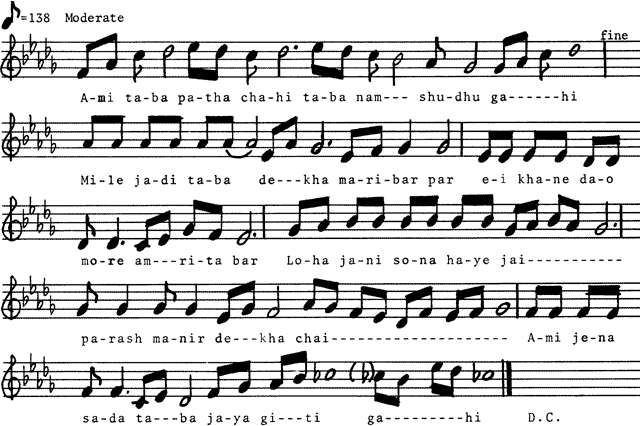 =138 Moderate
fine
A-mi ta-ba pa-tha cha-hi ta-ba nam--- shu-dhu ga------hi
Mi-le ja-di ta-ba de---kha ma-ri-bar par e-i kha-ne da-o
mo-re am---ri-ta bar Lo-ha ja-ni so-na ha-ye jai-----------
pa-rash ma-nir de---kha chai-------------------- A-mi je-na
sa-da ta---ba ja-ya gi---ti ga---------hi D.C.